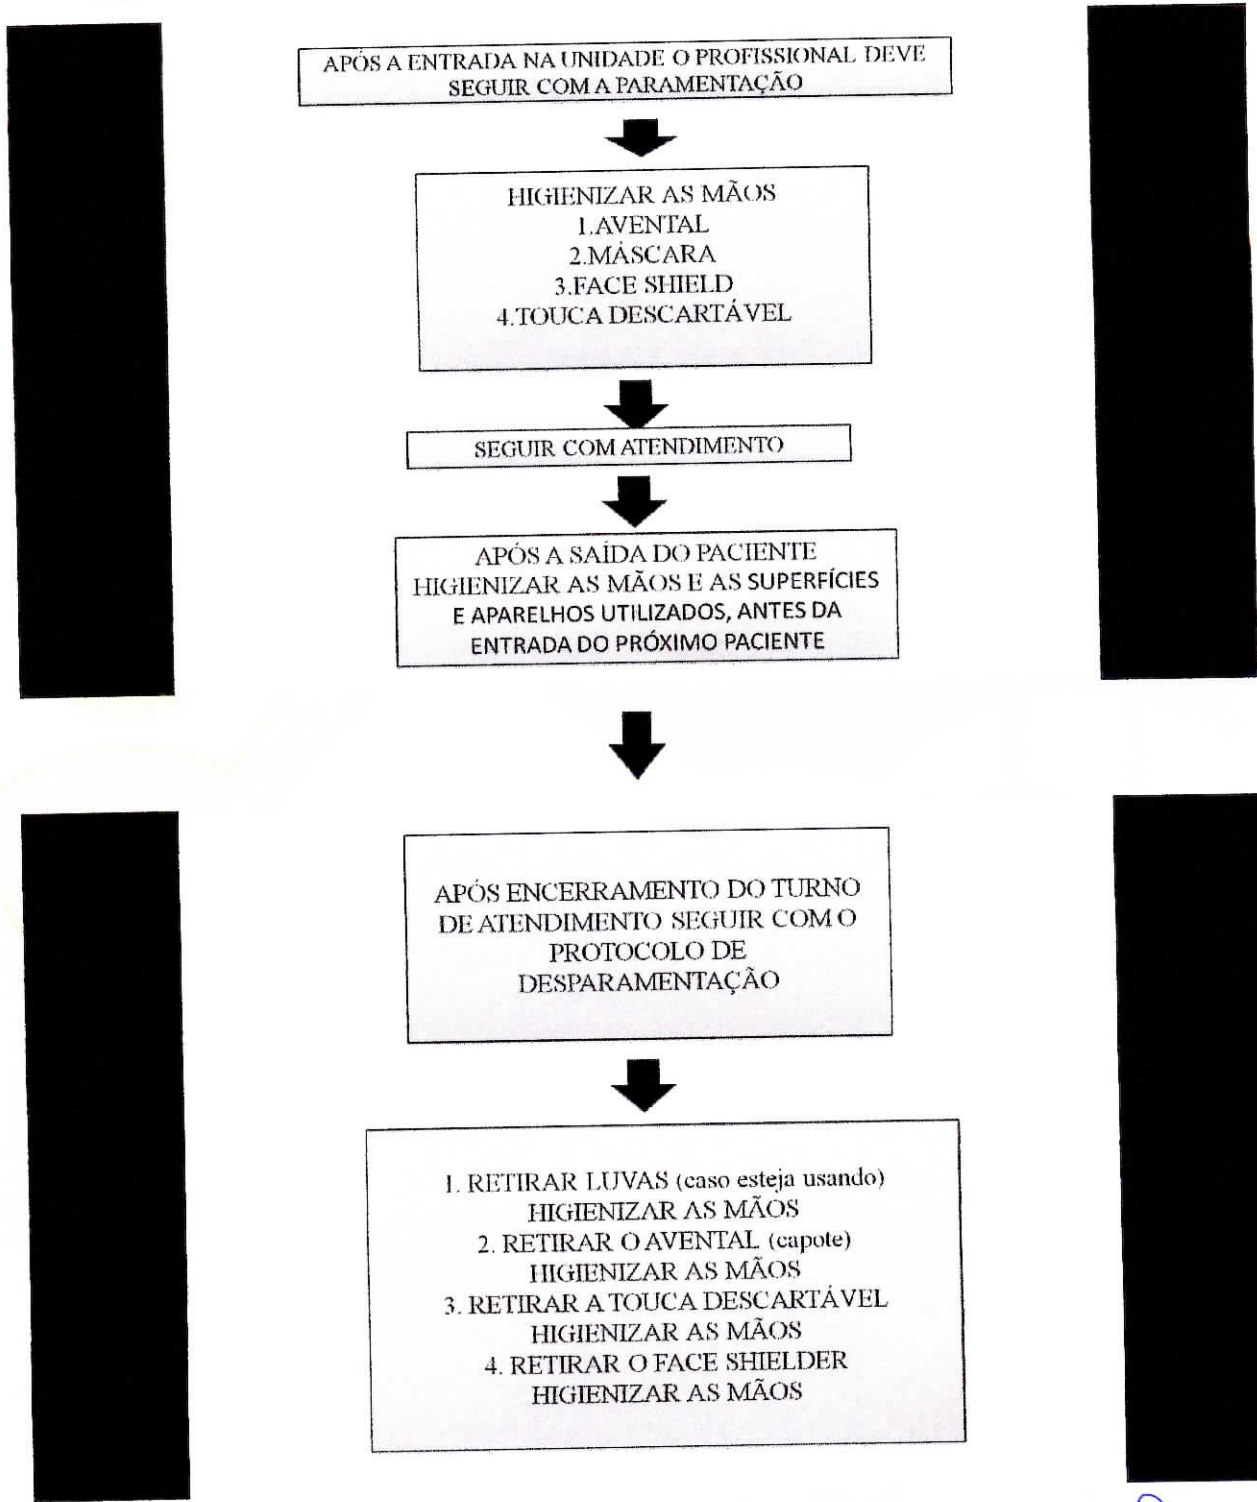 APÓS A ENTRADA NA UNIDADE O PROFISSIONAL DEVE
SEGUIR COM A PARAMENTAÇÃO
HIGIENIZAR AS MÃOS
1.AVENTAL
2.MÁSCARA
3.FACE SHIELD
4.TOUCA DESCARTÁVEL
SEGUIR COM ATENDIMENTO
APÓS A SAÍDA DO PACIENTE
HIGIENIZAR AS MÃOS E AS SUPERFÍCIES
E APARELHOS UTILIZADOS, ANTES DA
ENTRADA DO PRÓXIMO PACIENTE
APÓS ENCERRAMENTO DO TURNO
DE ATENDIMENTO SEGUIR COM O
PROTOCOLO DE
DESPARAMENTAÇÃO
1. RETIRAR LUVAS (caso esteja usando)
HIGIENIZAR AS MÃOS
2. RETIRAR O AVENTAL (capote)
HIGIENIZAR AS MÃOS
3. RETIRAR A TOUCA DESCARTÁVEL
HIGIENIZAR AS MÃOS
4. RETIRAR O FACE SHIELDER
HIGIENIZAR AS MÃOS